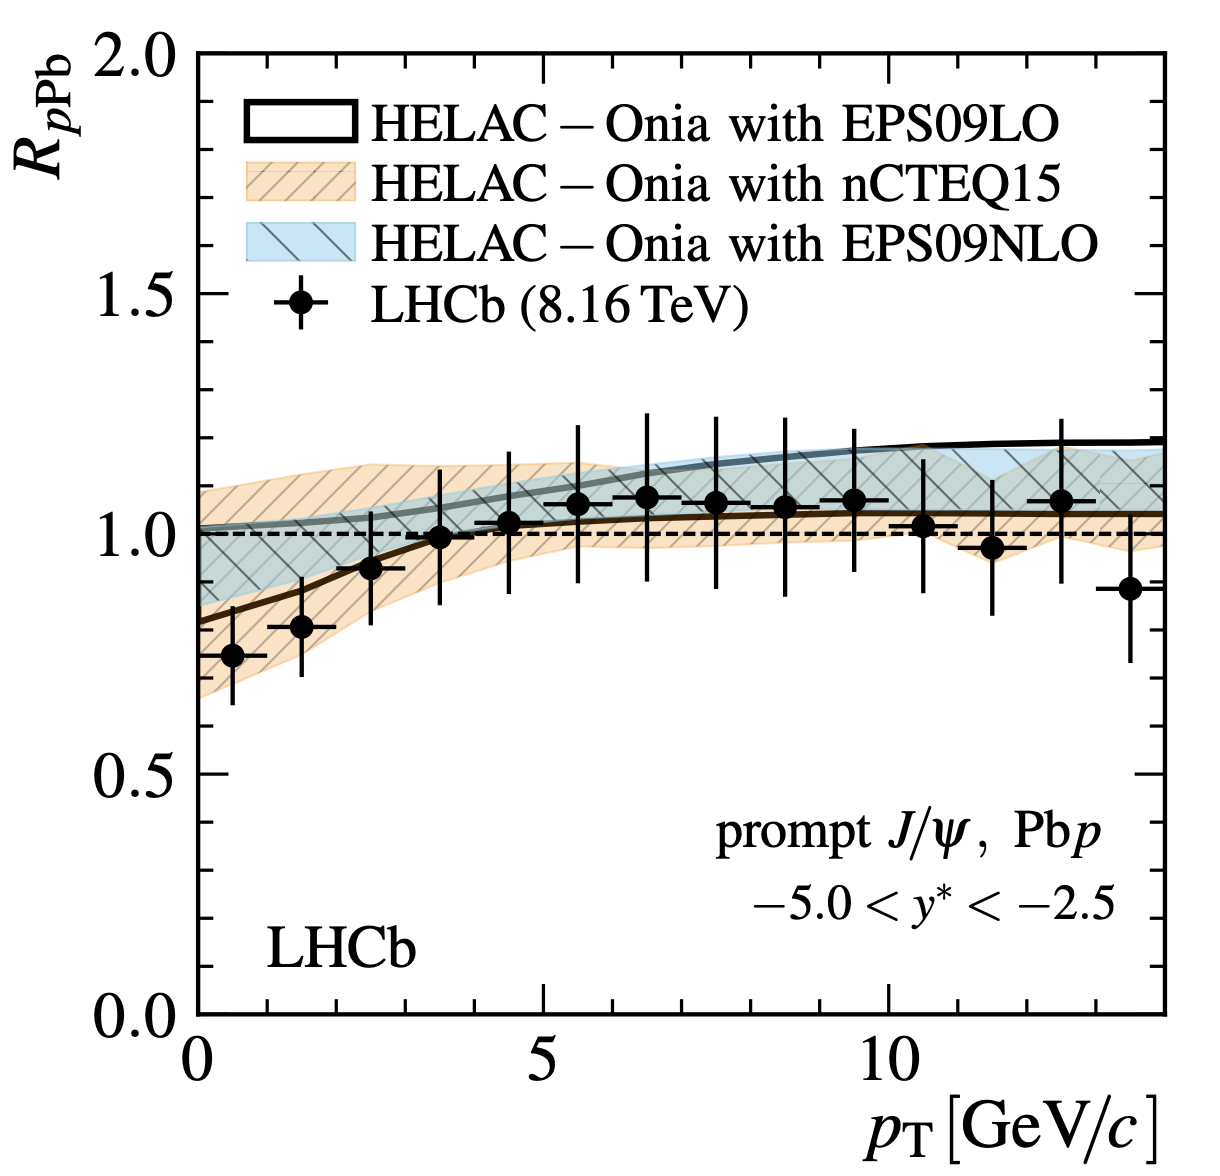 R_{pPb}
2.0
HELAC − Onia with EPS09LO
HELAC − Onia with nCTEQ15
HELAC − Onia with EPS09NLO
LHCb (8.16 TeV)
1.5
1.0
0.5
prompt J/ψ, Pbp
−5.0 < y* < −2.5
LHCb
0.0
0 5 10
p_T [GeV/c]